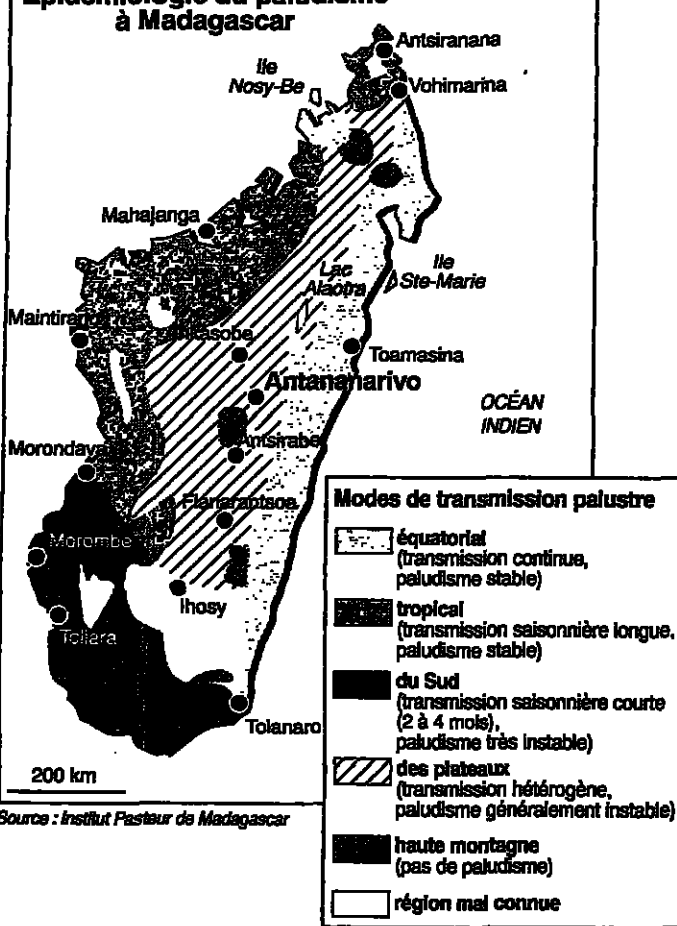 Epidémiologie du paludisme
à Madagascar
Antsiranana
Ile
Nosy-Be
Vohimarina
Mahajanga
Lac
Alaotra
Ile
Ste-Marie
Maintirano
Toamasina
Antananarivo
OCÉAN
INDIEN
Antsirabe
Morondava
Fianarantsoa
Morombe
Ihosy
Toliara
Tolanaro
200 km
Source : Institut Pasteur de Madagascar
Modes de transmission palustre
équatorial
(transmission continue,
paludisme stable)
tropical
(transmission saisonnière longue,
paludisme stable)
du Sud
(transmission saisonnière courte
(2 à 4 mois),
paludisme très instable)
des plateaux
(transmission hétérogène,
paludisme généralement instable)
haute montagne
(pas de paludisme)
région mal connue